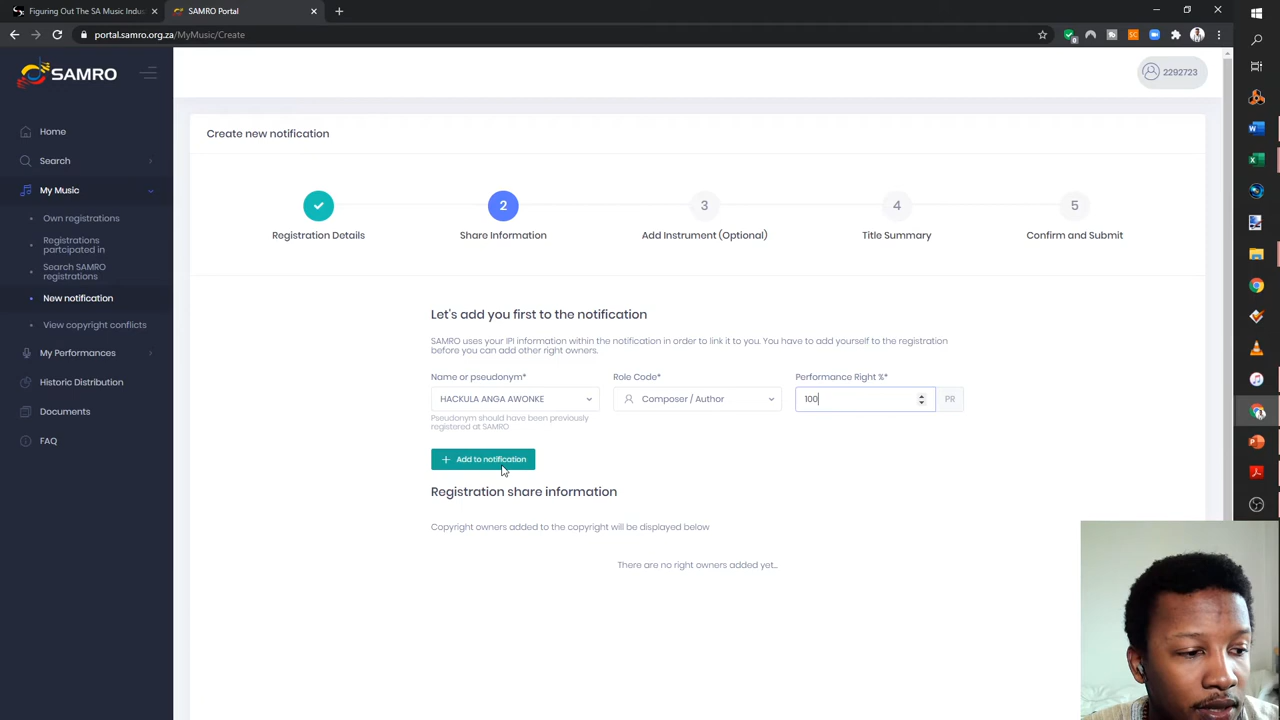 Figuring Out The SA Music Indus
SAMRO Portal
portal.samro.org.za/MyMusic/Create
SAMRO
2292723
Home
Search
My Music
Own registrations
Registrations
partcipated in
Search SAMRO
registrations
New notification
View copyright conflicts
My Performances
Historic Distribution
Documents
FAQ
Create new notification
2
3
4
5
Registration Details
Share Information
Add Instrument (Optional)
Title Summary
Confirm and Submit
Let's add you first to the notification
SAMRO uses your IPI information within the notification in order to link it to you. You have to add yourself to the registration
before you can add other right owners.
Name or pseudonym*
Role Code*
Performance Right %*
HACKULA ANGA AWONKE
Composer / Author
100
PR
Pseudonym should have been previously
registered at SAMRO
+ Add to notification
Registration share information
Copyright owners added to the copyright will be displayed below
There are no right owners added yet...